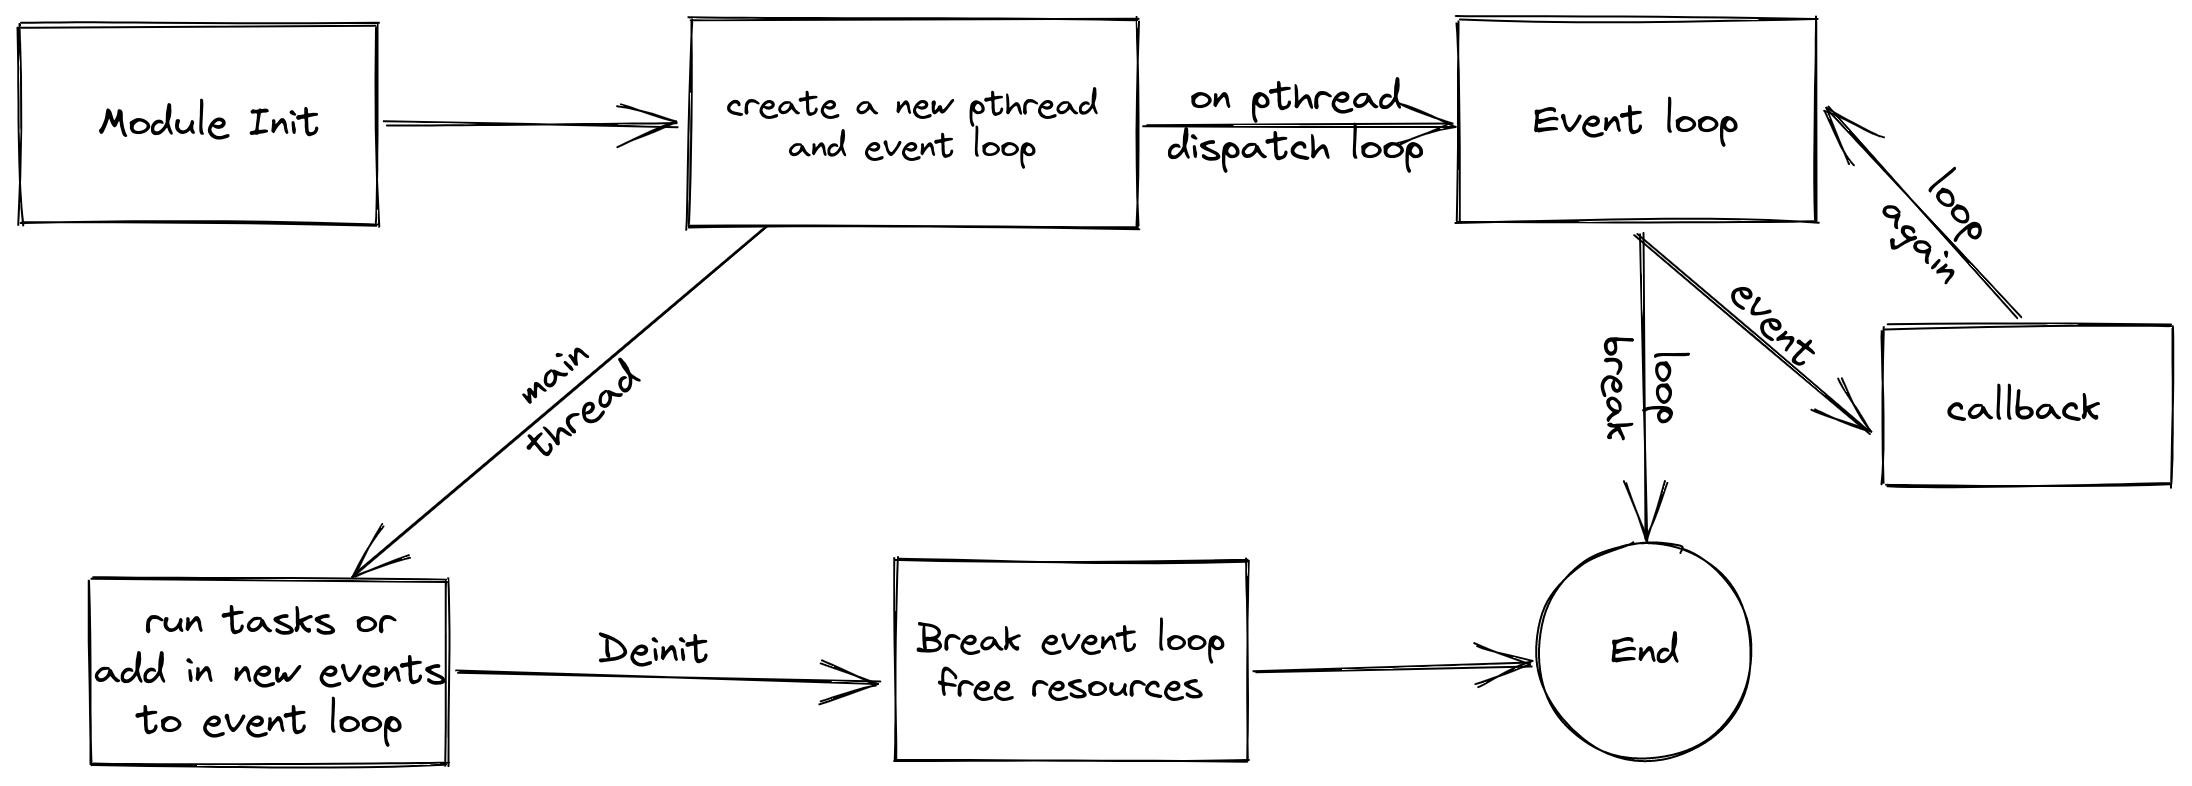 Module Init
create a new pthread
and event loop
on pthread
dispatch loop
Event loop
loop
again
event
loop
break
callback
main
thread
run tasks or
add in new events
to event loop
Deinit
Break event loop
free resources
End